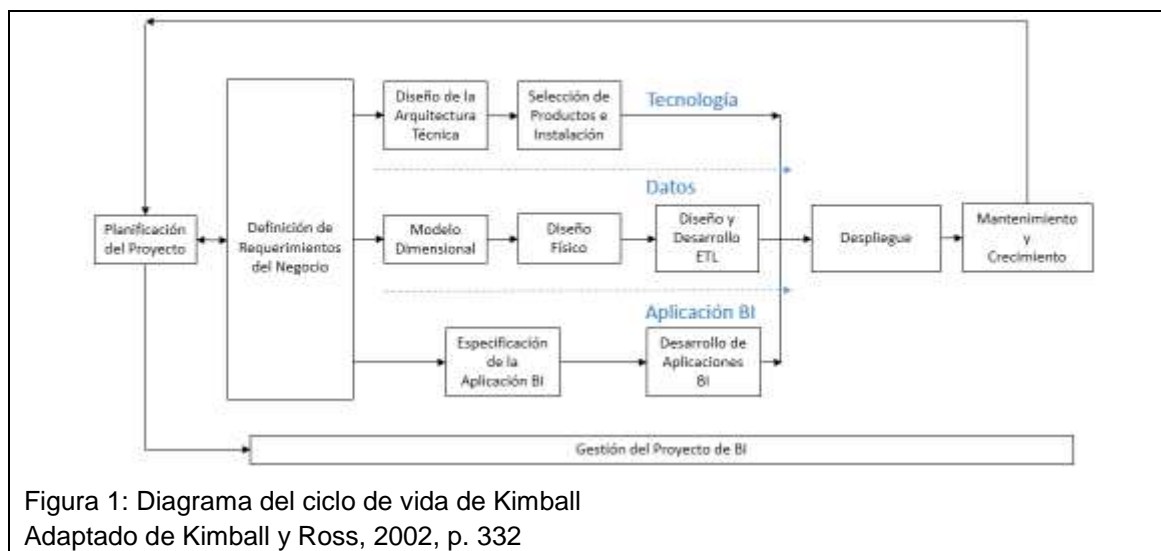 Diseño de la
Arquitectura
Técnica
Selección de
Productos e
Instalación
Tecnología
Datos
Planificación
del Proyecto
Definición de
Requerimientos
del Negocio
Modelo
Dimensional
Diseño
Físico
Diseño y
Desarrollo
ETL
Despliegue
Mantenimiento
y
Crecimiento
Aplicación BI
Especificación
de la
Aplicación BI
Desarrollo de
Aplicaciones
BI
Gestión del Proyecto de BI
Figura 1: Diagrama del ciclo de vida de Kimball
Adaptado de Kimball y Ross, 2002, p. 332